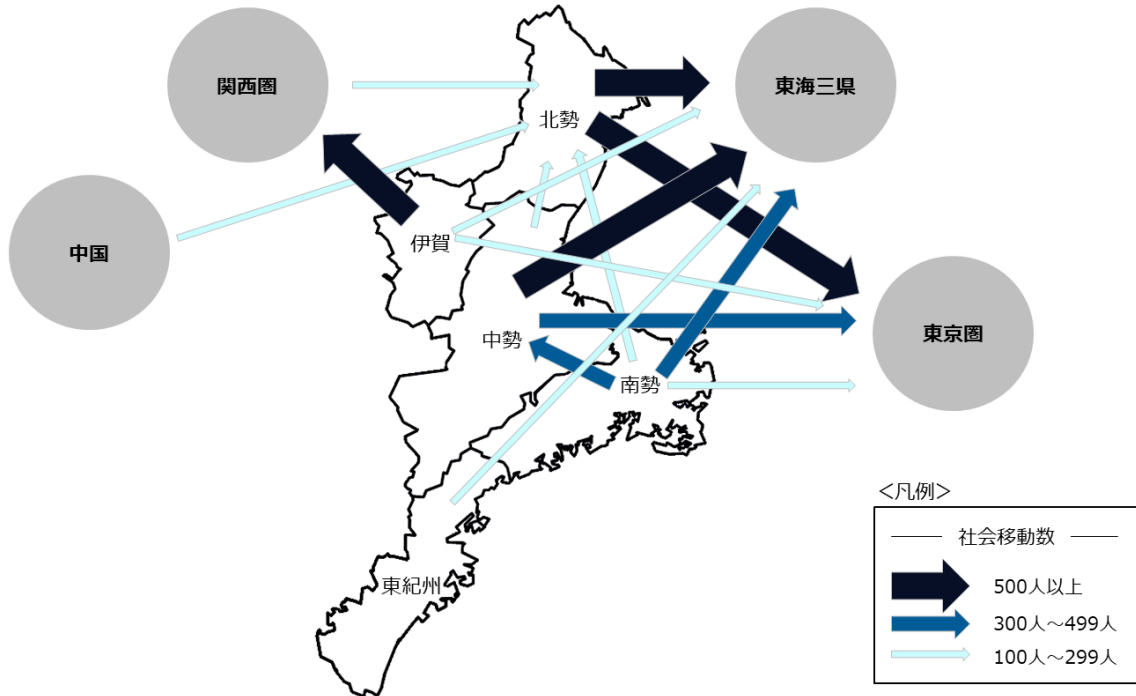 関西圏
東海三県
北勢
伊賀
中国
中勢
東京圏
南勢
東紀州
＜凡例＞
社会移動数
500人以上
300人～499人
100人～299人